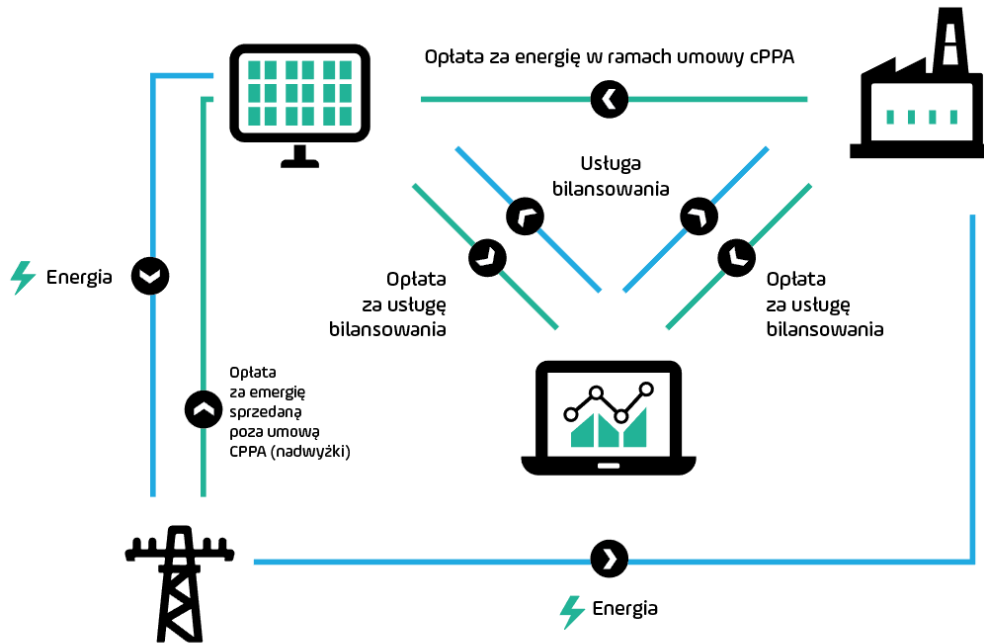 Opłata za energię w ramach umowy cPPA
Usługa
bilansowania
Energia
Opłata
za usługę
bilansowania
Opłata
za usługę
bilansowania
Opłata
za emergię
sprzedaną
poza umową
CPPA (nadwyżki)
Energia